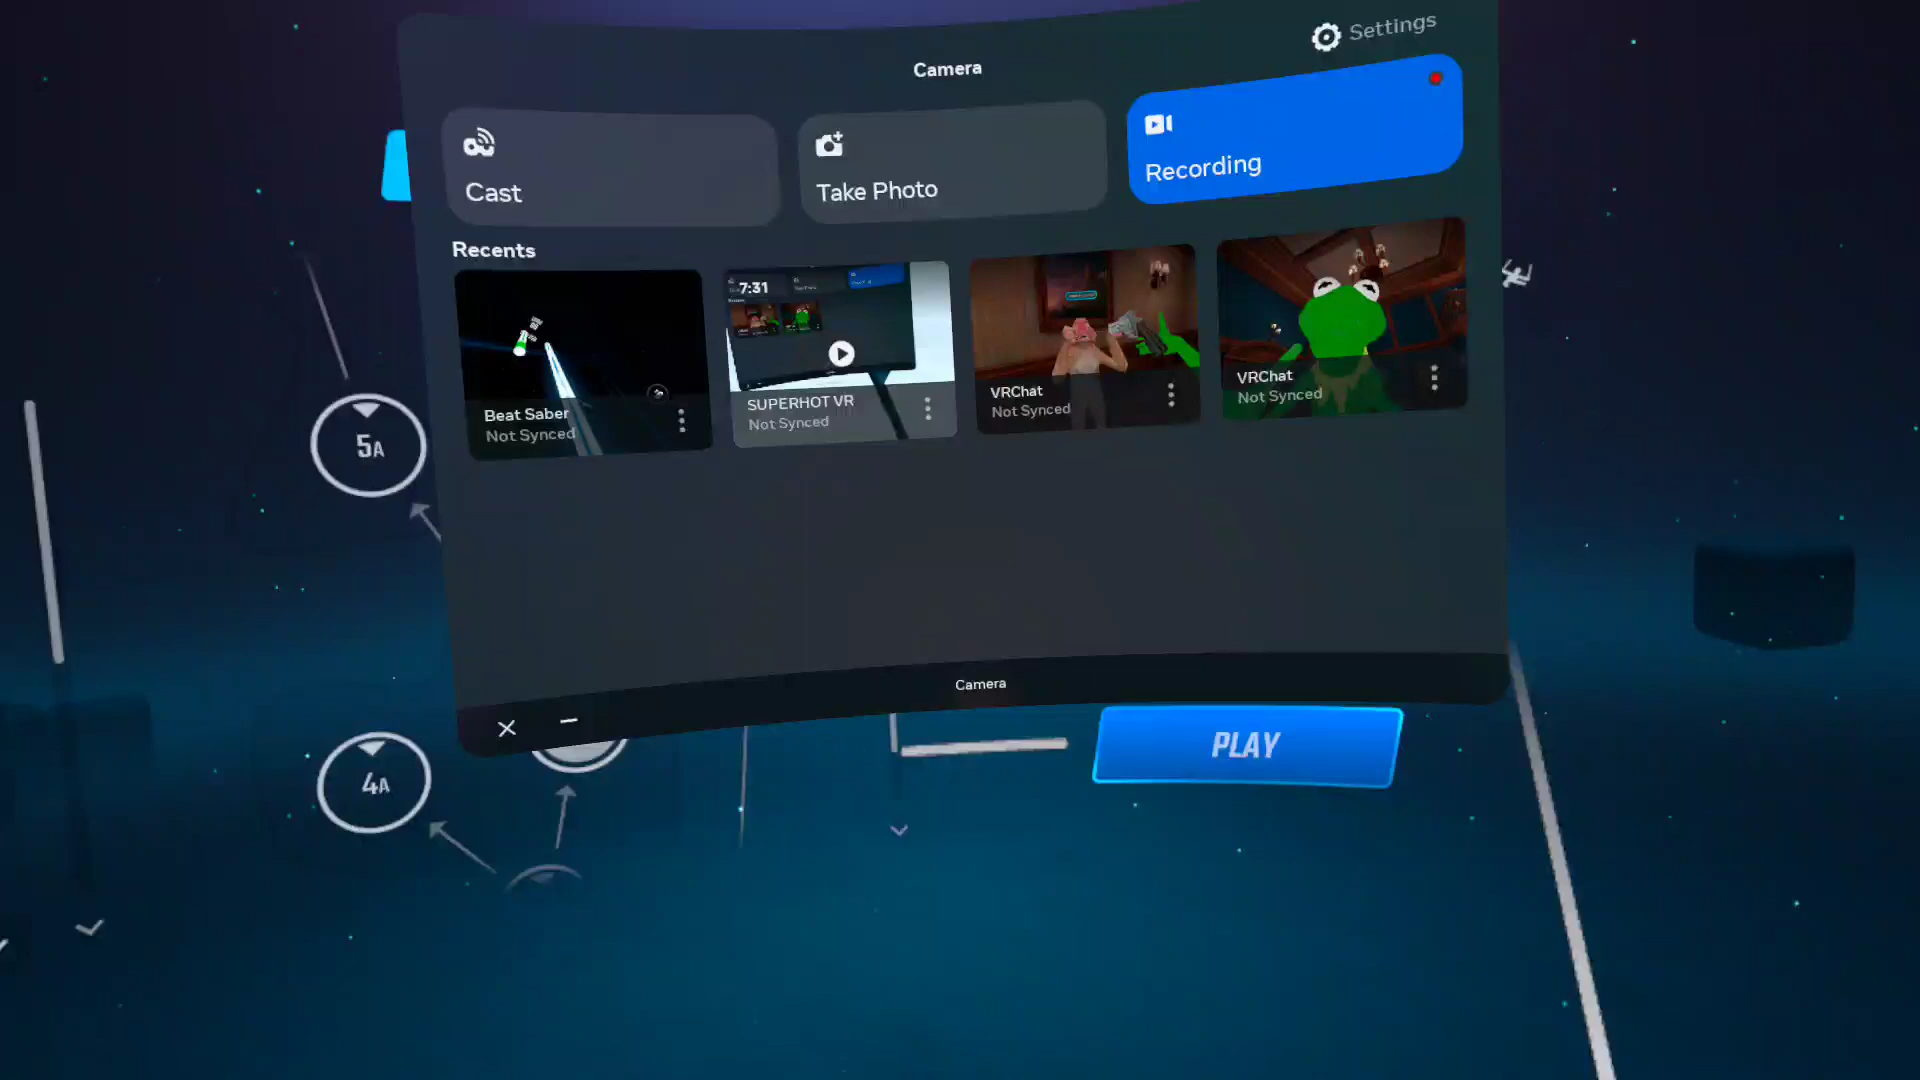 Settings
Camera
Cast
Take Photo
Recording
Recents
Beat Saber
Not Synced
7:31
SUPERHOT VR
Not Synced
VRChat
Not Synced
VRChat
Not Synced
5A
Camera
PLAY
4A